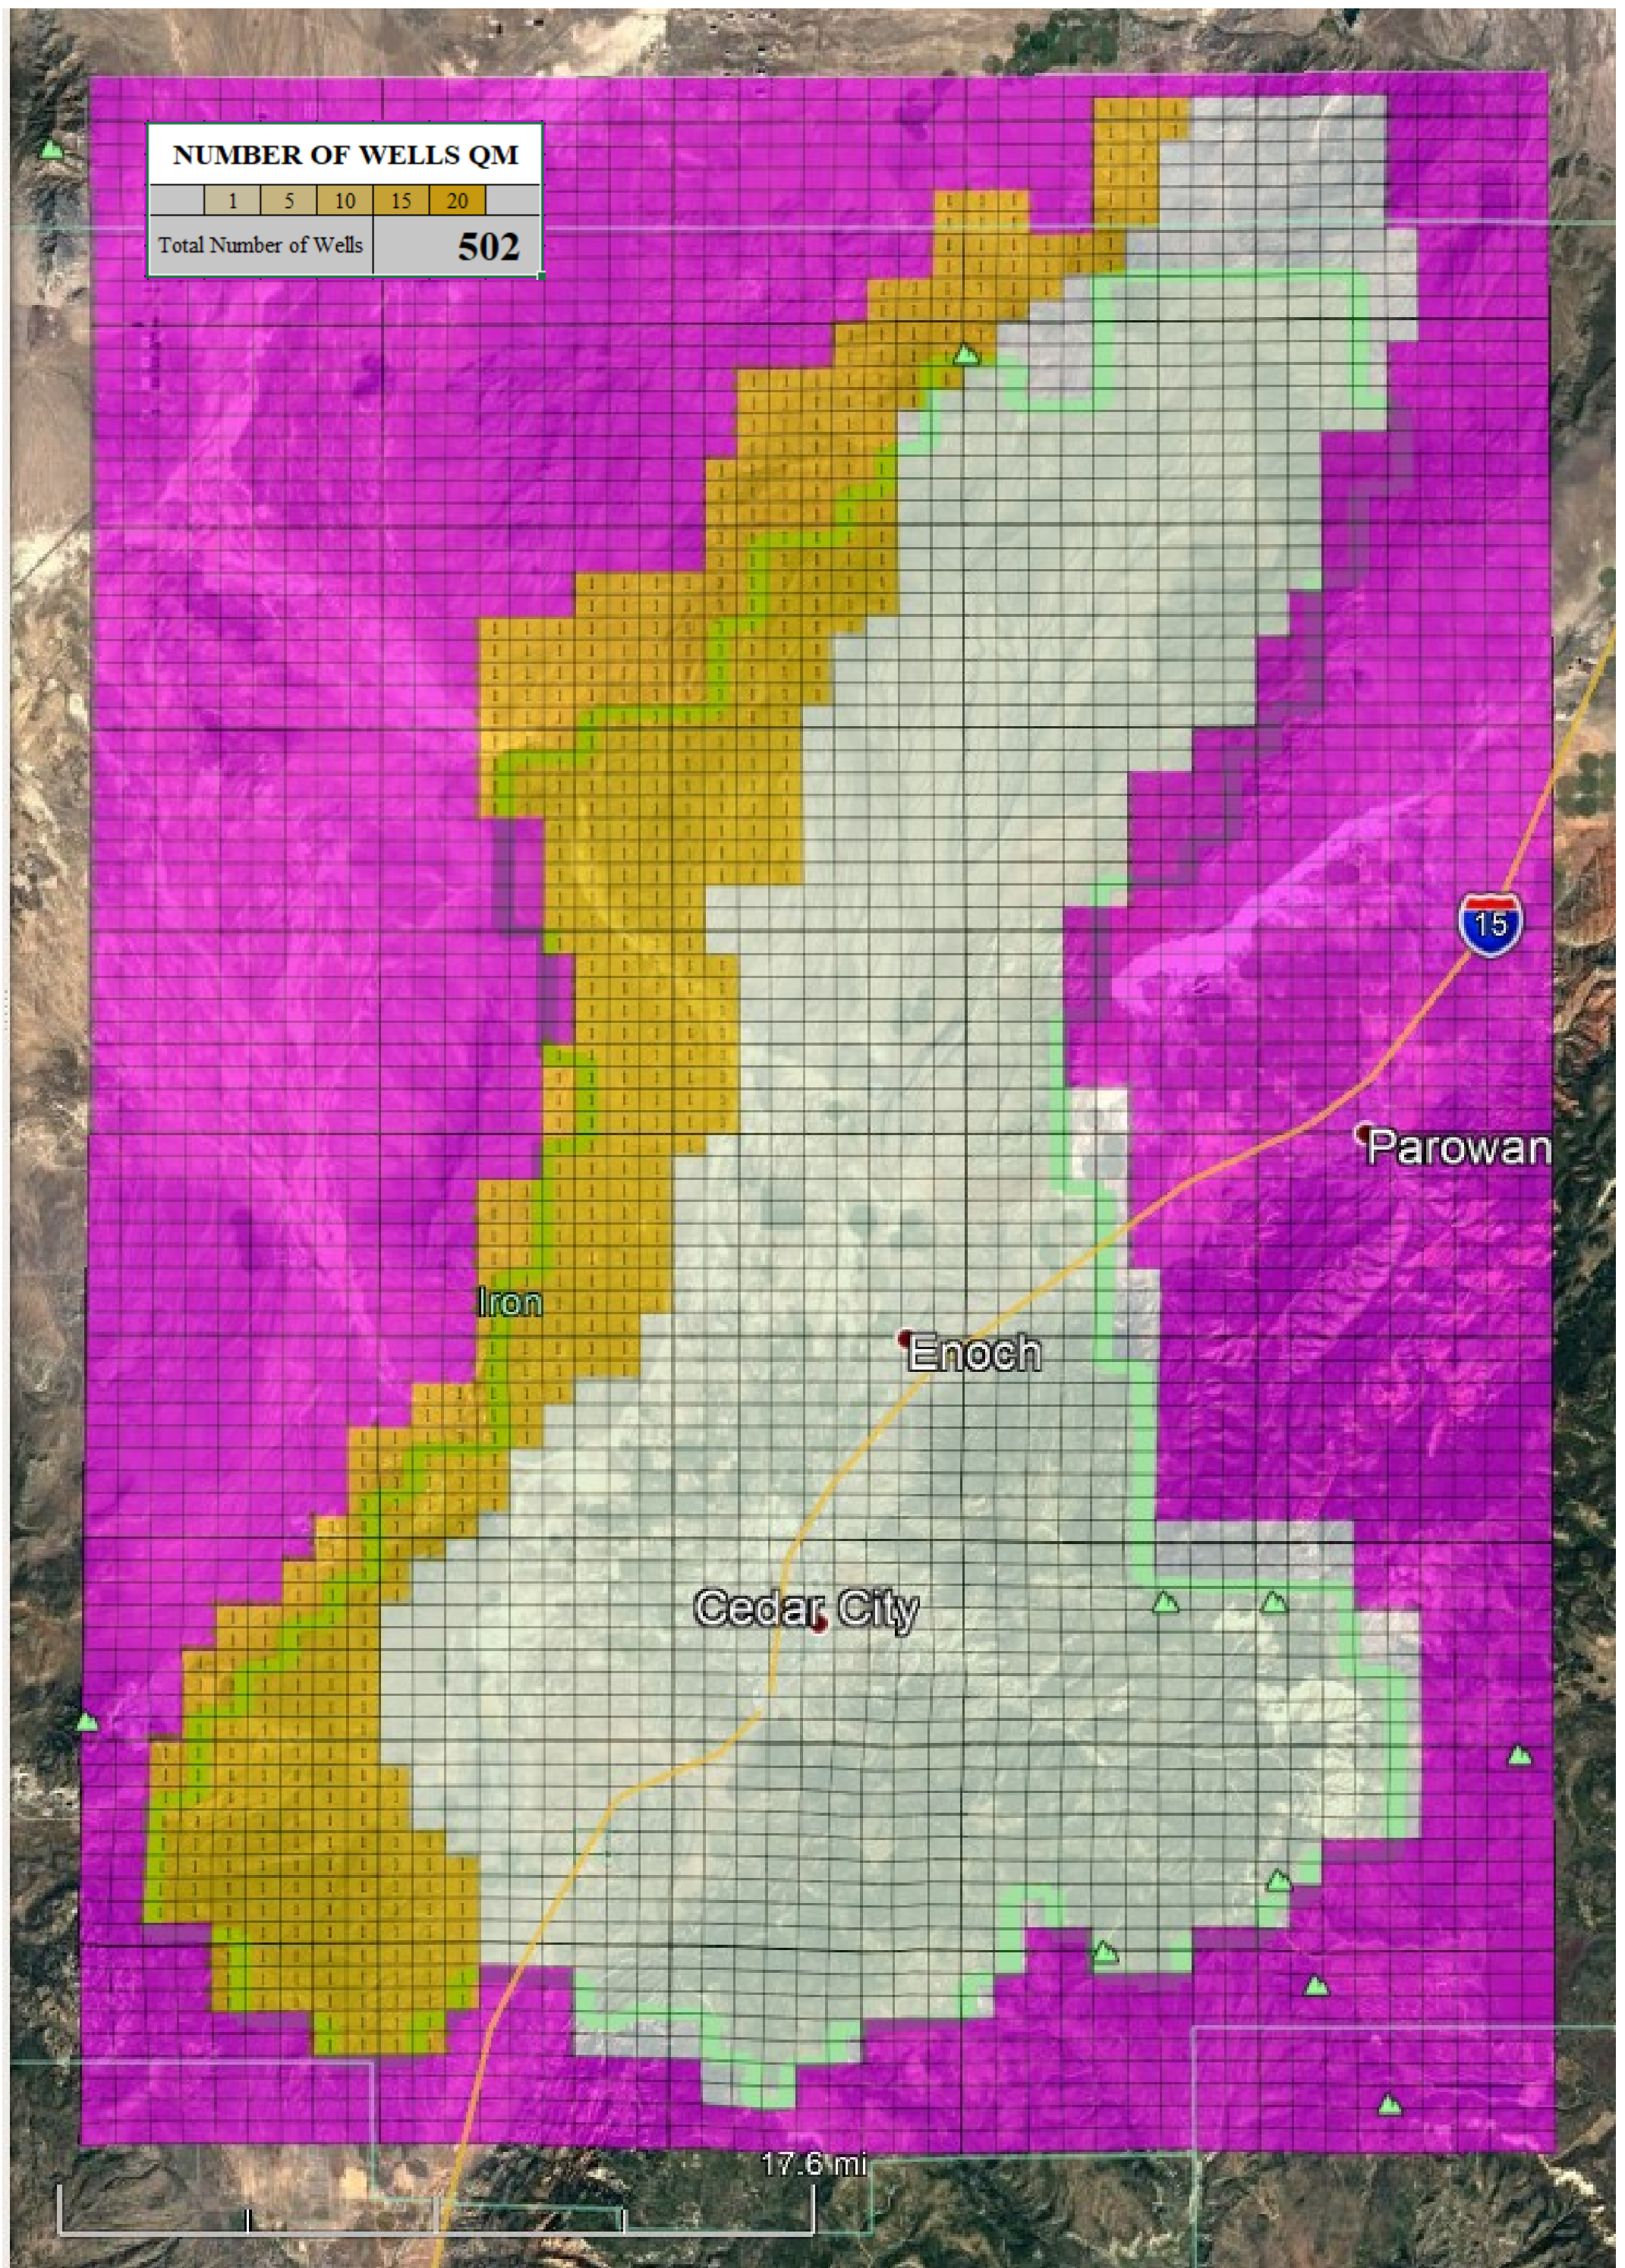 NUMBER OF WELLS QM
1 5 10 15 20
Total Number of Wells 502
15
Parowan
Iron
Enoch
Cedar City
17.6 mi